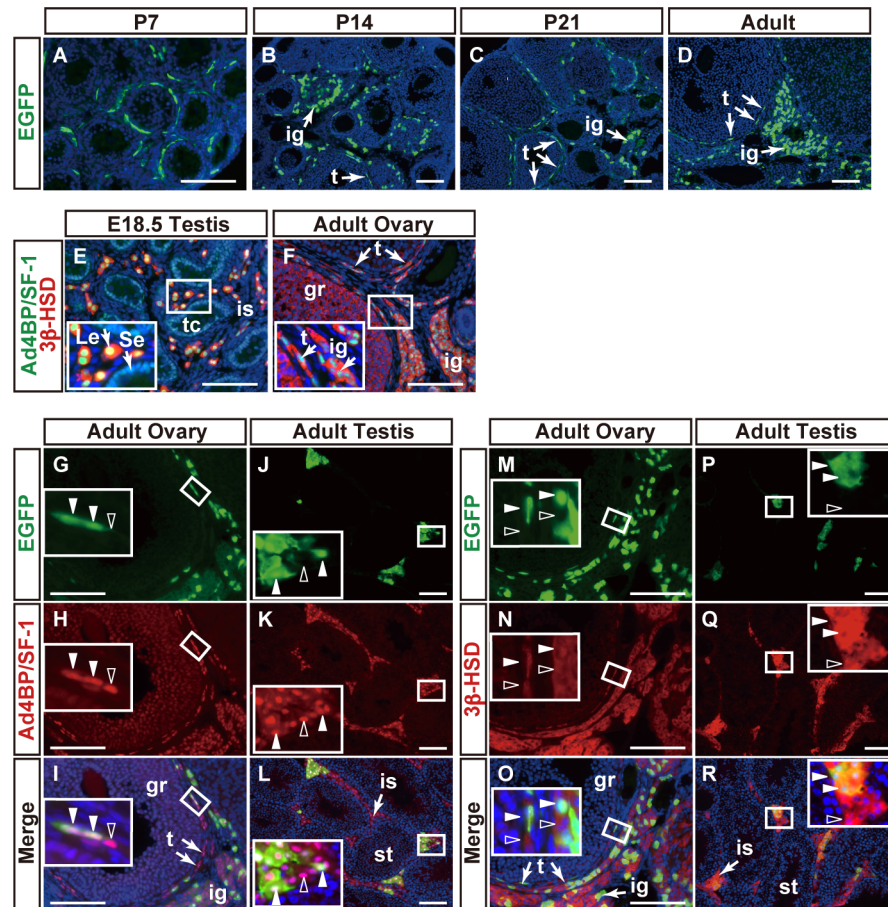 P7 P14 P21 Adult
EGFP
A B C D
ig t ig t t ig
E18.5 Testis Adult Ovary
Ad4BP/SF-1
3β-HSD
E F
is tc Le Se
t gr t ig ig
Adult Ovary Adult Testis Adult Ovary Adult Testis
EGFP
G J
EGFP
M P
Ad4BP/SF-1
H K
3β-HSD
N Q
Merge
I L
gr t ig
is st
Merge
O R
gr t ig
is st